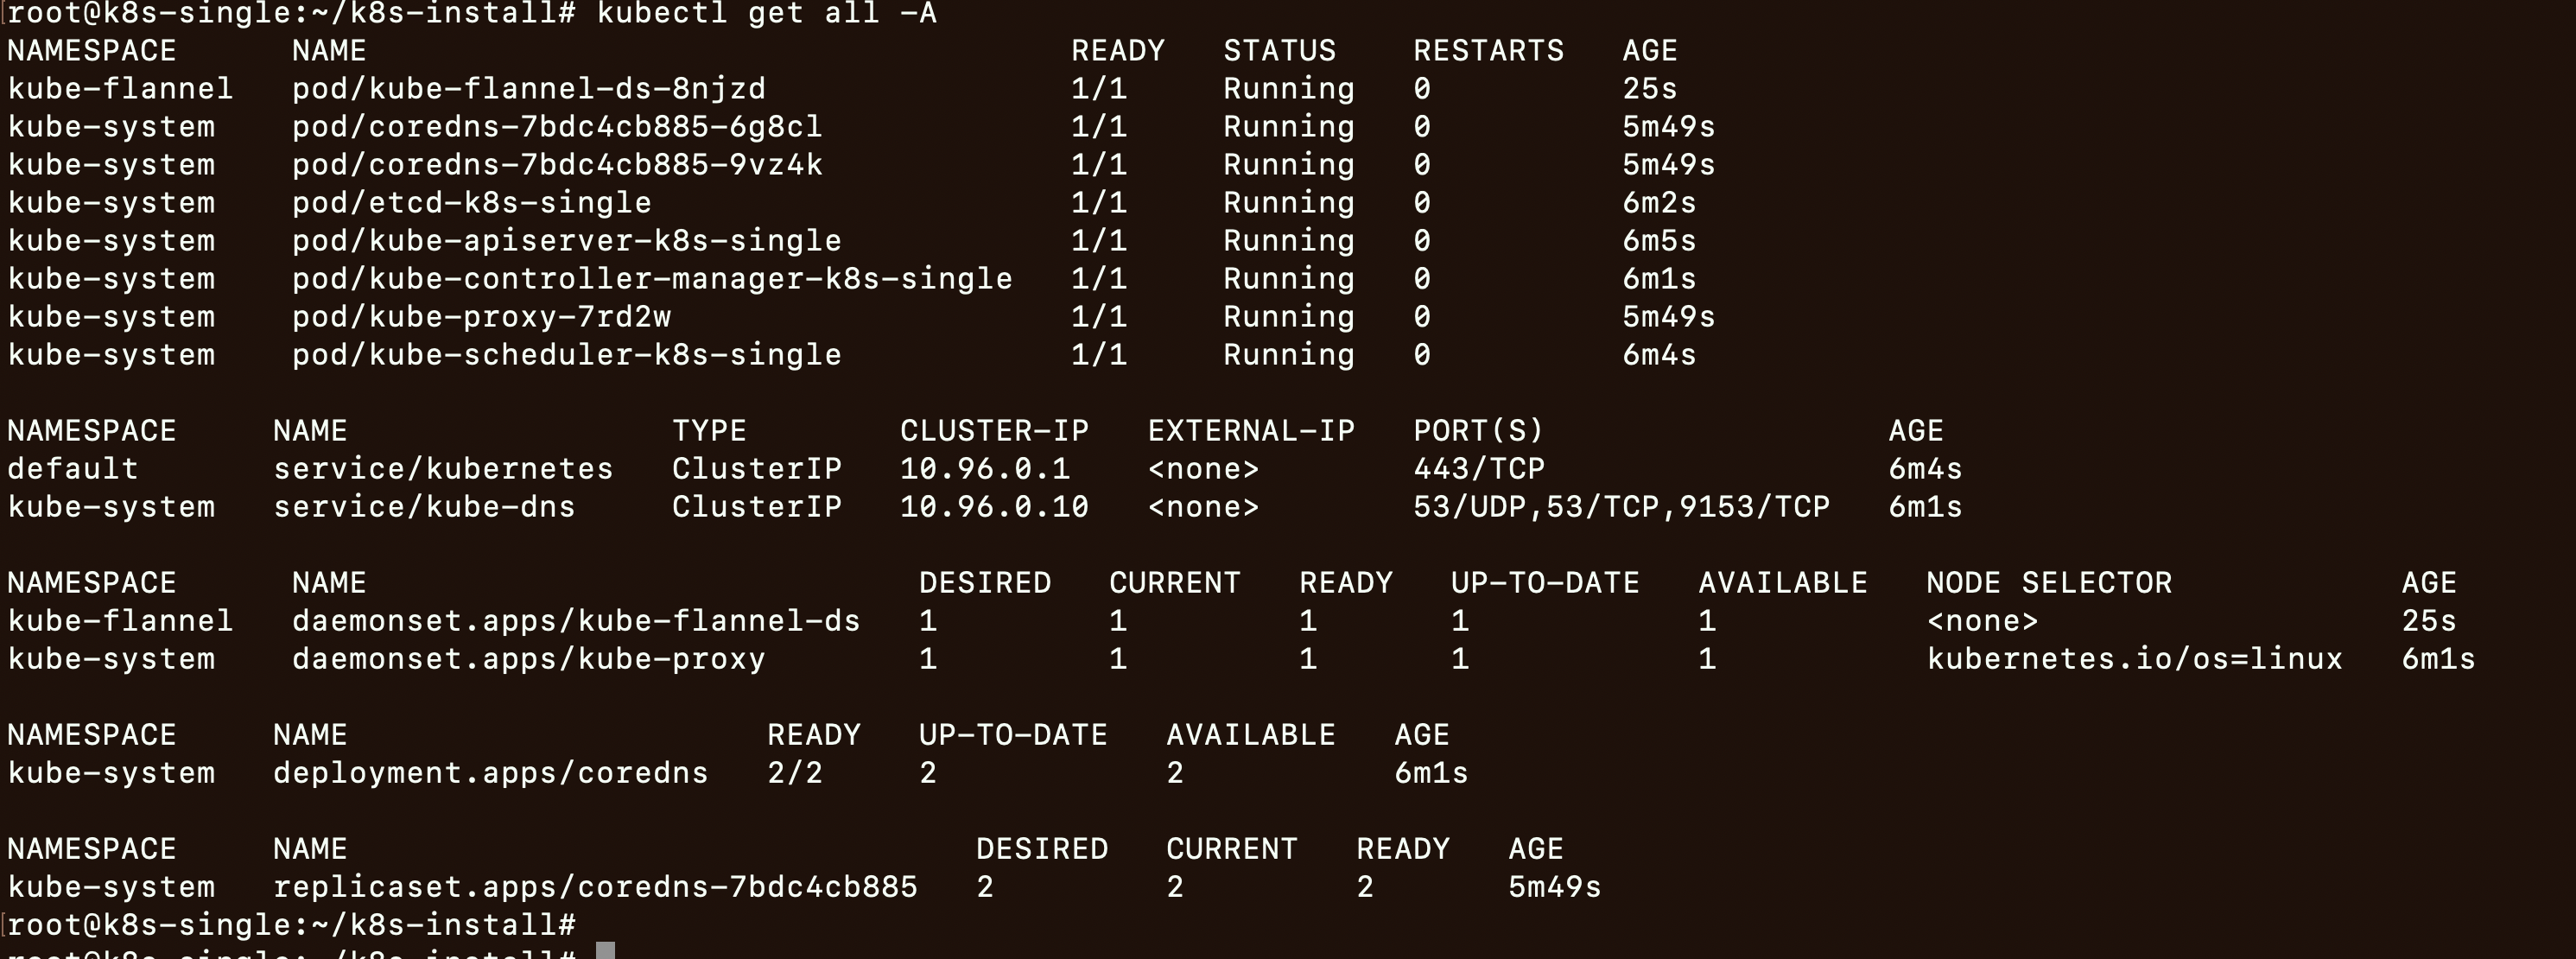 root@k8s-single:~/k8s-install# kubectl get all -A
NAMESPACE NAME READY STATUS RESTARTS AGE
kube-flannel pod/kube-flannel-ds-8njzd 1/1 Running 0 25s
kube-system pod/coredns-7bdc4cb885-6g8cl 1/1 Running 0 5m49s
kube-system pod/coredns-7bdc4cb885-9vz4k 1/1 Running 0 5m49s
kube-system pod/etcd-k8s-single 1/1 Running 0 6m2s
kube-system pod/kube-apiserver-k8s-single 1/1 Running 0 6m5s
kube-system pod/kube-controller-manager-k8s-single 1/1 Running 0 6m1s
kube-system pod/kube-proxy-7rd2w 1/1 Running 0 5m49s
kube-system pod/kube-scheduler-k8s-single 1/1 Running 0 6m4s
NAMESPACE NAME TYPE CLUSTER-IP EXTERNAL-IP PORT(S) AGE
default service/kubernetes ClusterIP 10.96.0.1 <none> 443/TCP 6m4s
kube-system service/kube-dns ClusterIP 10.96.0.10 <none> 53/UDP,53/TCP,9153/TCP 6m1s
NAMESPACE NAME DESIRED CURRENT READY UP-TO-DATE AVAILABLE NODE SELECTOR AGE
kube-flannel daemonset.apps/kube-flannel-ds 1 1 1 1 1 <none> 25s
kube-system daemonset.apps/kube-proxy 1 1 1 1 1 kubernetes.io/os=linux 6m1s
NAMESPACE NAME READY UP-TO-DATE AVAILABLE AGE
kube-system deployment.apps/coredns 2/2 2 2 6m1s
NAMESPACE NAME DESIRED CURRENT READY AGE
kube-system replicaset.apps/coredns-7bdc4cb885 2 2 2 5m49s
root@k8s-single:~/k8s-install#
root@k8s-single:~/k8s-install#